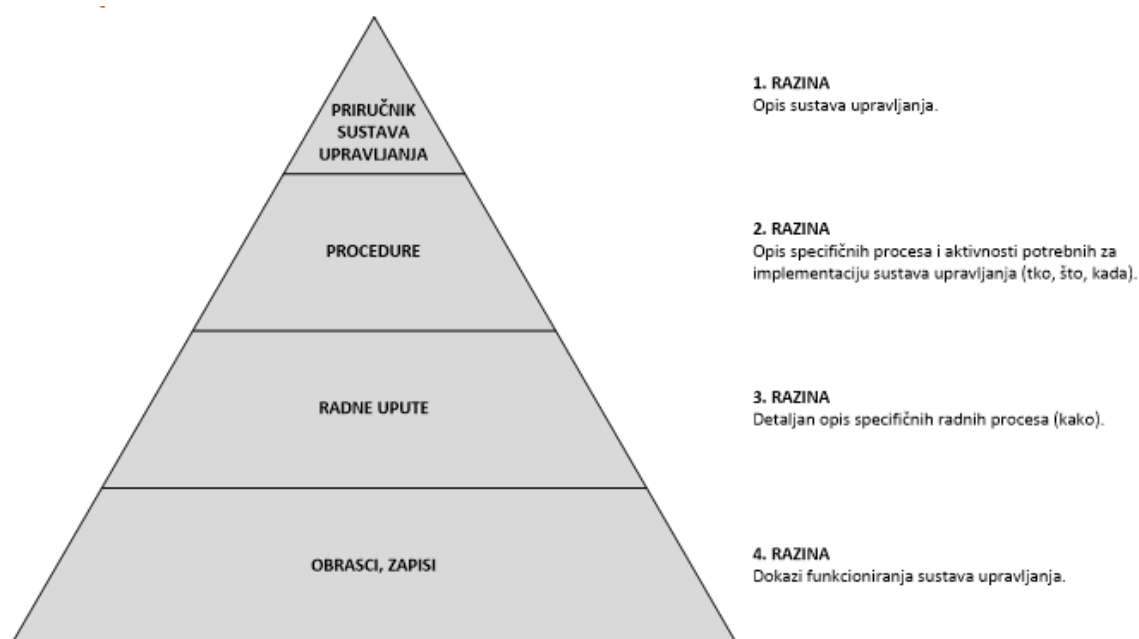 PRIRUČNIK
SUSTAVA
UPRAVLJANJA
1. RAZINA
Opis sustava upravljanja.
PROCEDURE
2. RAZINA
Opis specifičnih procesa i aktivnosti potrebnih za
implementaciju sustava upravljanja (tko, što, kada).
RADNE UPUTE
3. RAZINA
Detaljan opis specifičnih radnih procesa (kako).
OBRASCI, ZAPISI
4. RAZINA
Dokazi funkcioniranja sustava upravljanja.